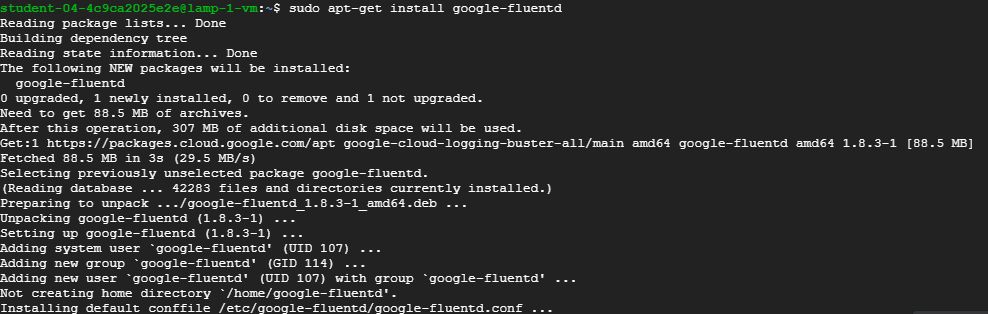 student-04-4c9ca2025e2e@lamp-1-vm:~$ sudo apt-get install google-fluentd
Reading package lists... Done
Building dependency tree
Reading state information... Done
The following NEW packages will be installed:
  google-fluentd
0 upgraded, 1 newly installed, 0 to remove and 1 not upgraded.
Need to get 88.5 MB of archives.
After this operation, 307 MB of additional disk space will be used.
Get:1 https://packages.cloud.google.com/apt google-cloud-logging-buster-all/main amd64 google-fluentd amd64 1.8.3-1 [88.5 MB]
Fetched 88.5 MB in 3s (29.5 MB/s)
Selecting previously unselected package google-fluentd.
(Reading database ... 42283 files and directories currently installed.)
Preparing to unpack .../google-fluentd_1.8.3-1_amd64.deb ...
Unpacking google-fluentd (1.8.3-1) ...
Setting up google-fluentd (1.8.3-1) ...
Adding system user `google-fluentd' (UID 107) ...
Adding new group `google-fluentd' (GID 114) ...
Adding new user `google-fluentd' (UID 107) with group `google-fluentd' ...
Not creating home directory `/home/google-fluentd'.
Installing default conffile /etc/google-fluentd/google-fluentd.conf ...